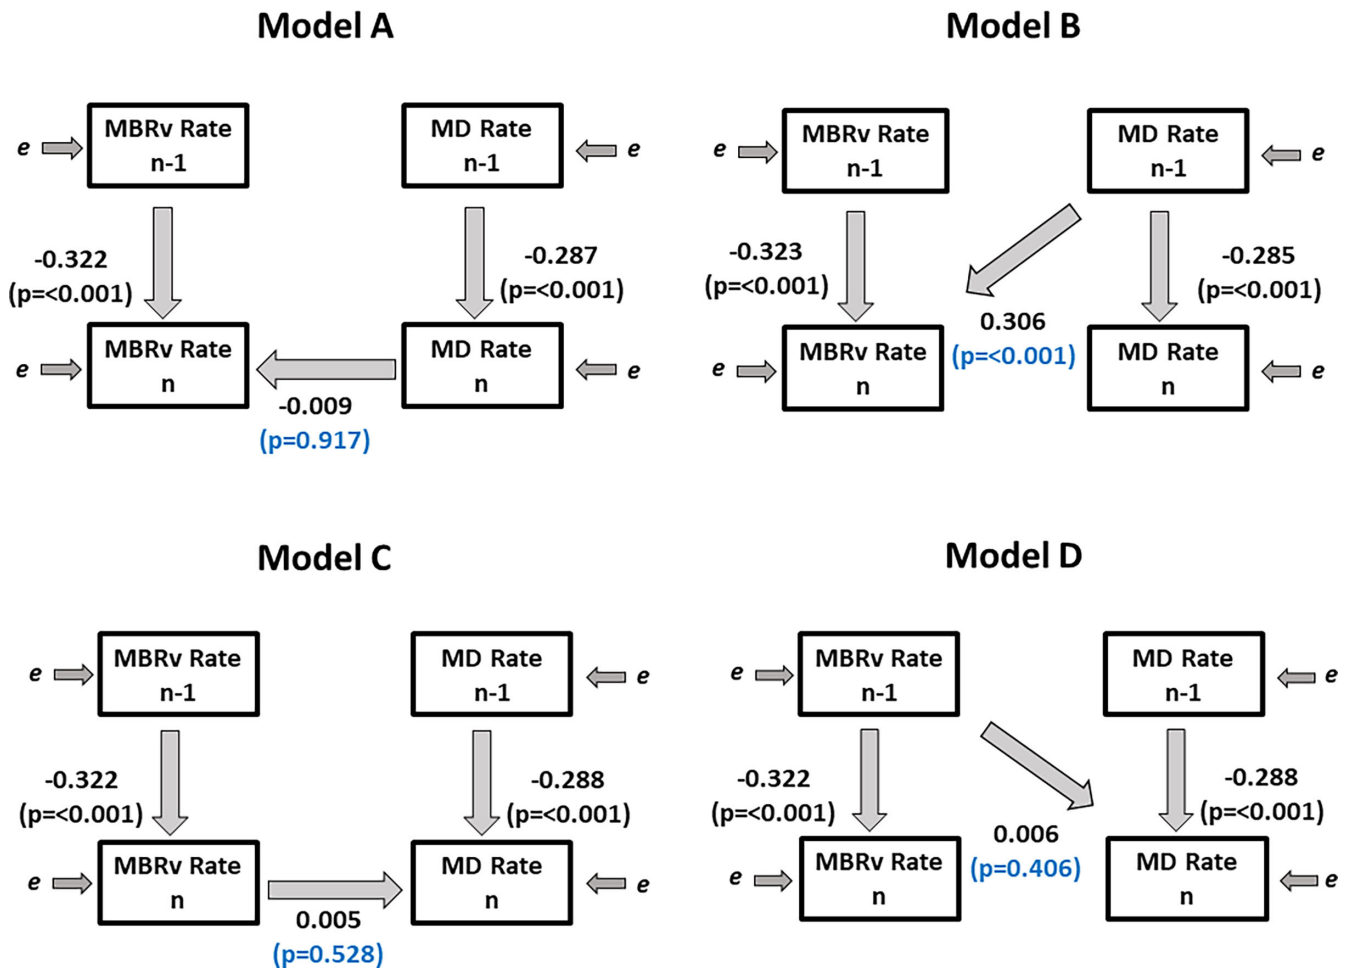 Model A
e
MBRv Rate
n-1
MD Rate
n-1
e
-0.322
(p=<0.001)
-0.287
(p=<0.001)
e
MBRv Rate
n
MD Rate
n
e
-0.009
(p=0.917)
Model B
e
MBRv Rate
n-1
MD Rate
n-1
e
-0.323
(p=<0.001)
-0.285
(p=<0.001)
0.306
(p=<0.001)
e
MBRv Rate
n
MD Rate
n
e
Model C
e
MBRv Rate
n-1
MD Rate
n-1
e
-0.322
(p=<0.001)
-0.288
(p=<0.001)
e
MBRv Rate
n
MD Rate
n
e
0.005
(p=0.528)
Model D
e
MBRv Rate
n-1
MD Rate
n-1
e
-0.322
(p=<0.001)
-0.288
(p=<0.001)
0.006
(p=0.406)
e
MBRv Rate
n
MD Rate
n
e